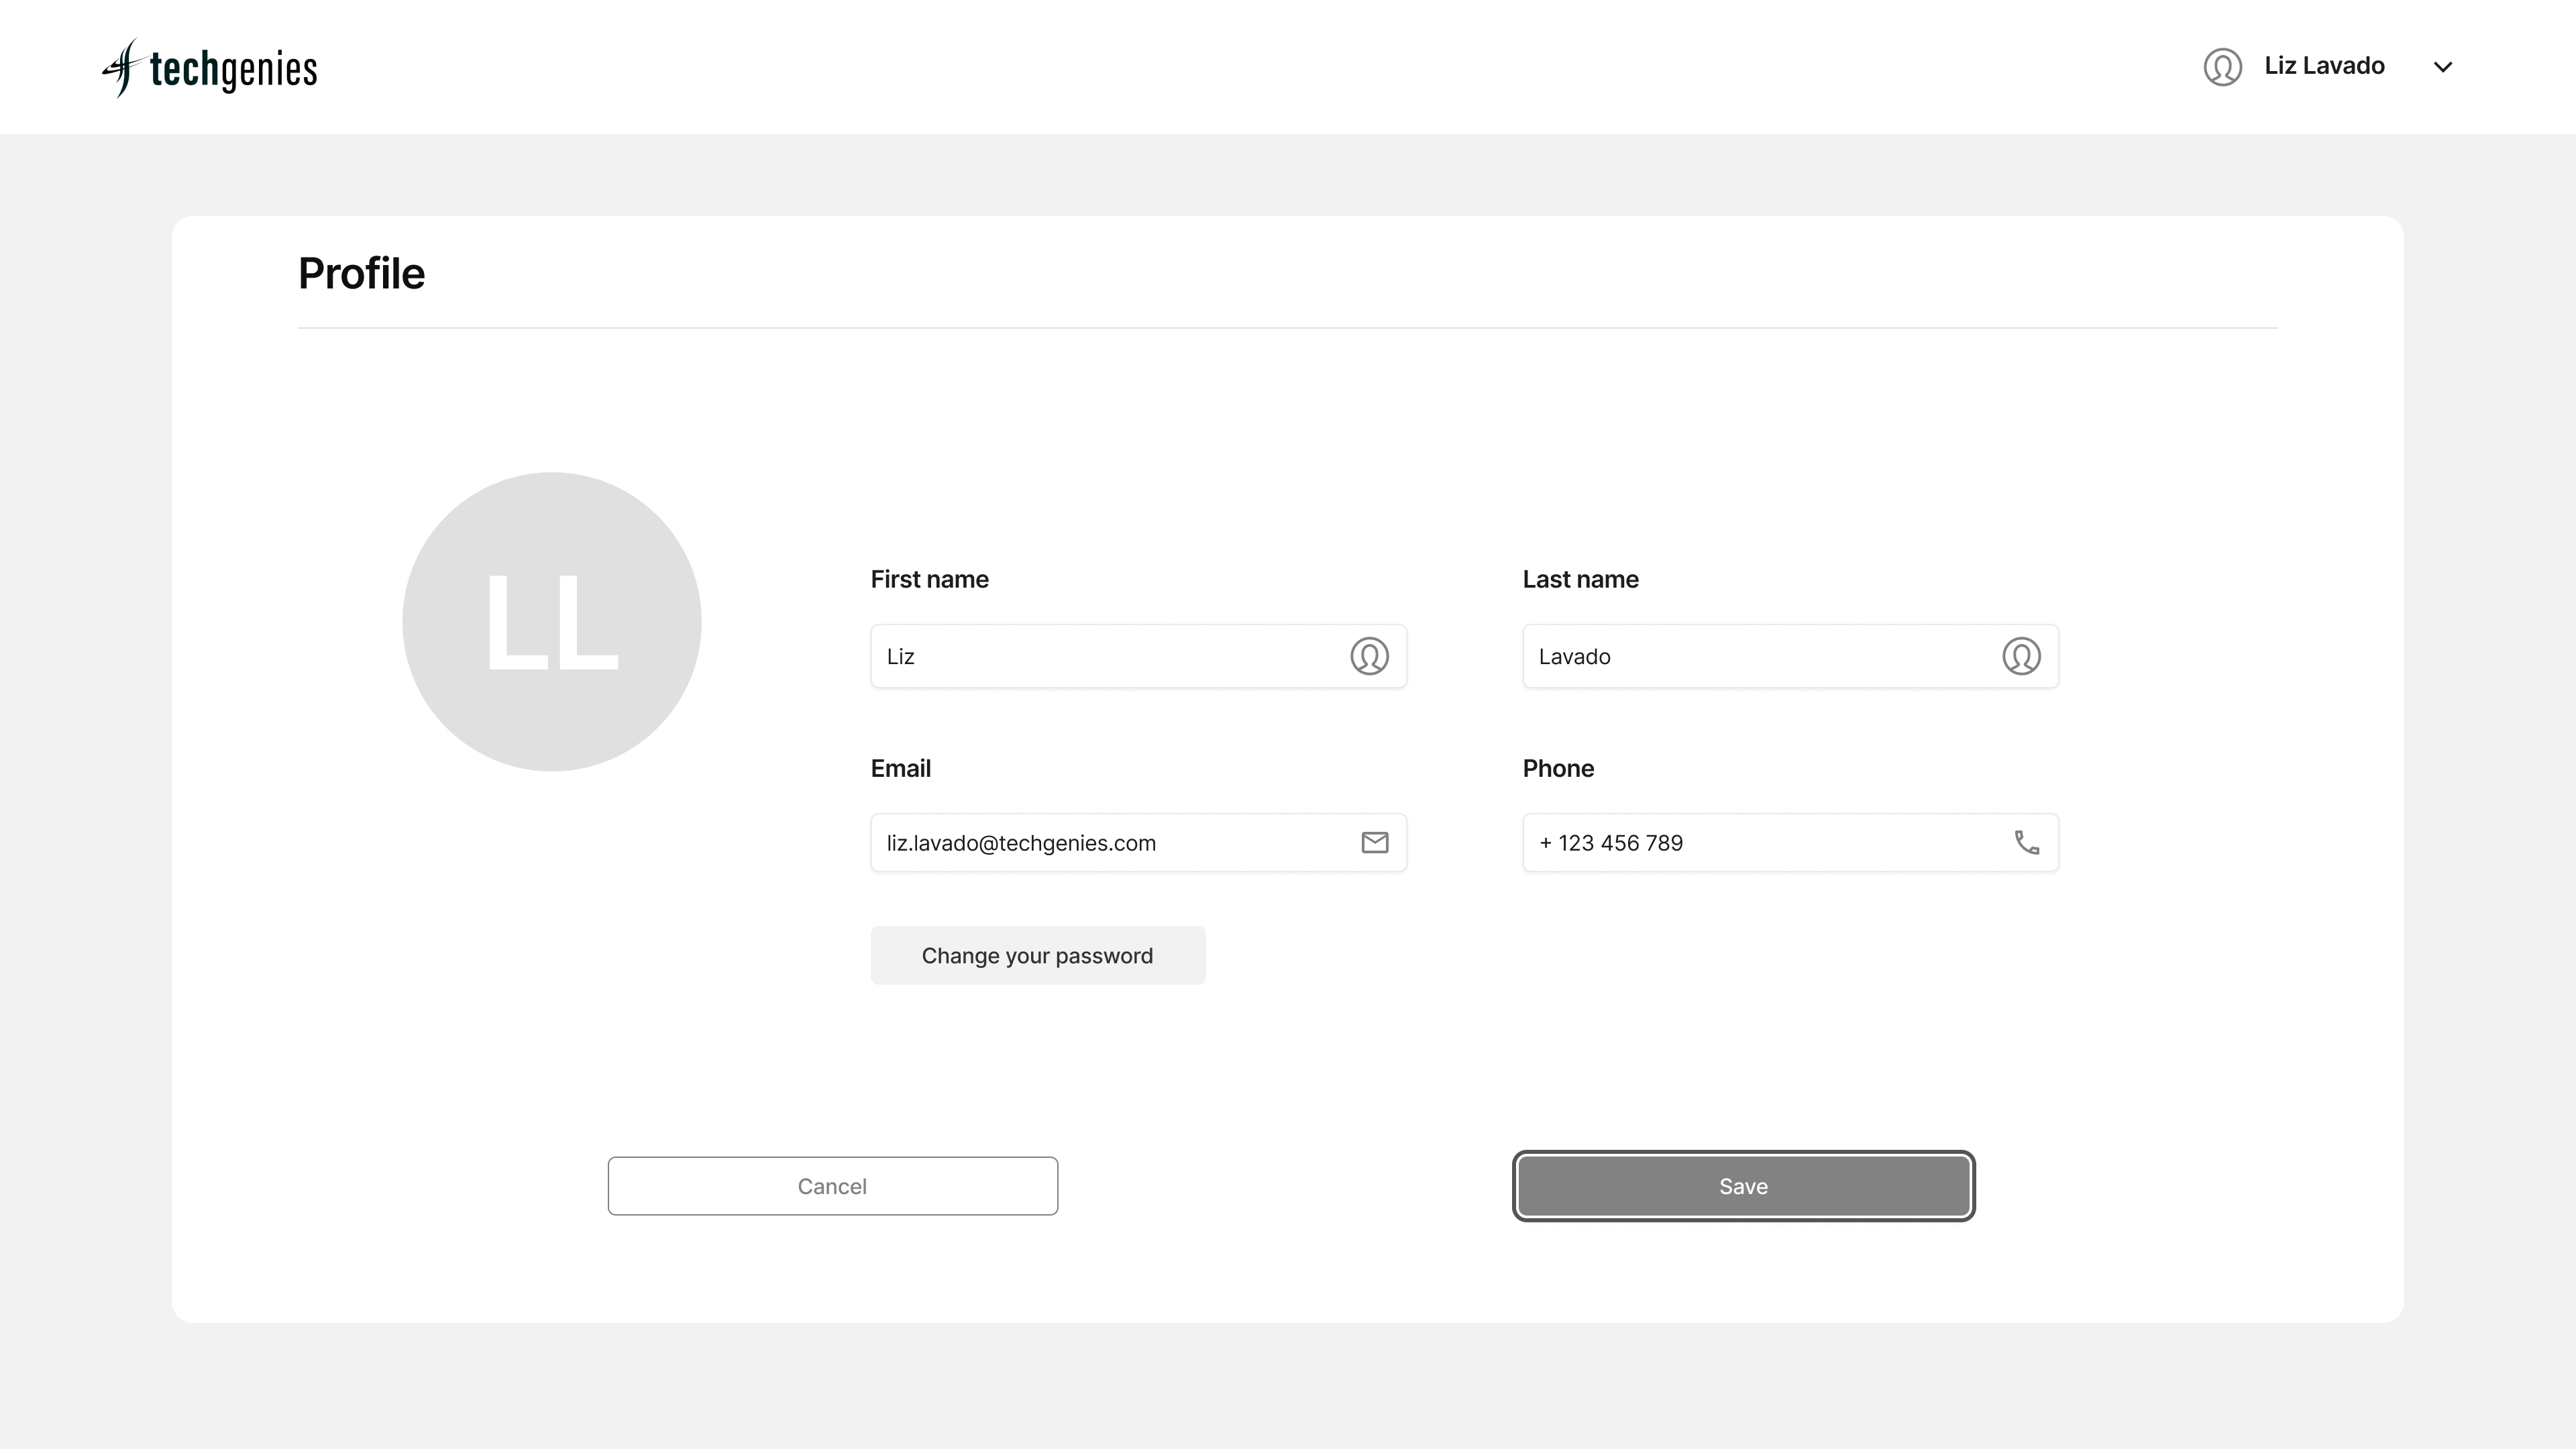 techgenies
Liz Lavado
Profile
LL
First name
Last name
Liz
Lavado
Email
Phone
liz.lavado@techgenies.com
+ 123 456 789
Change your password
Cancel
Save